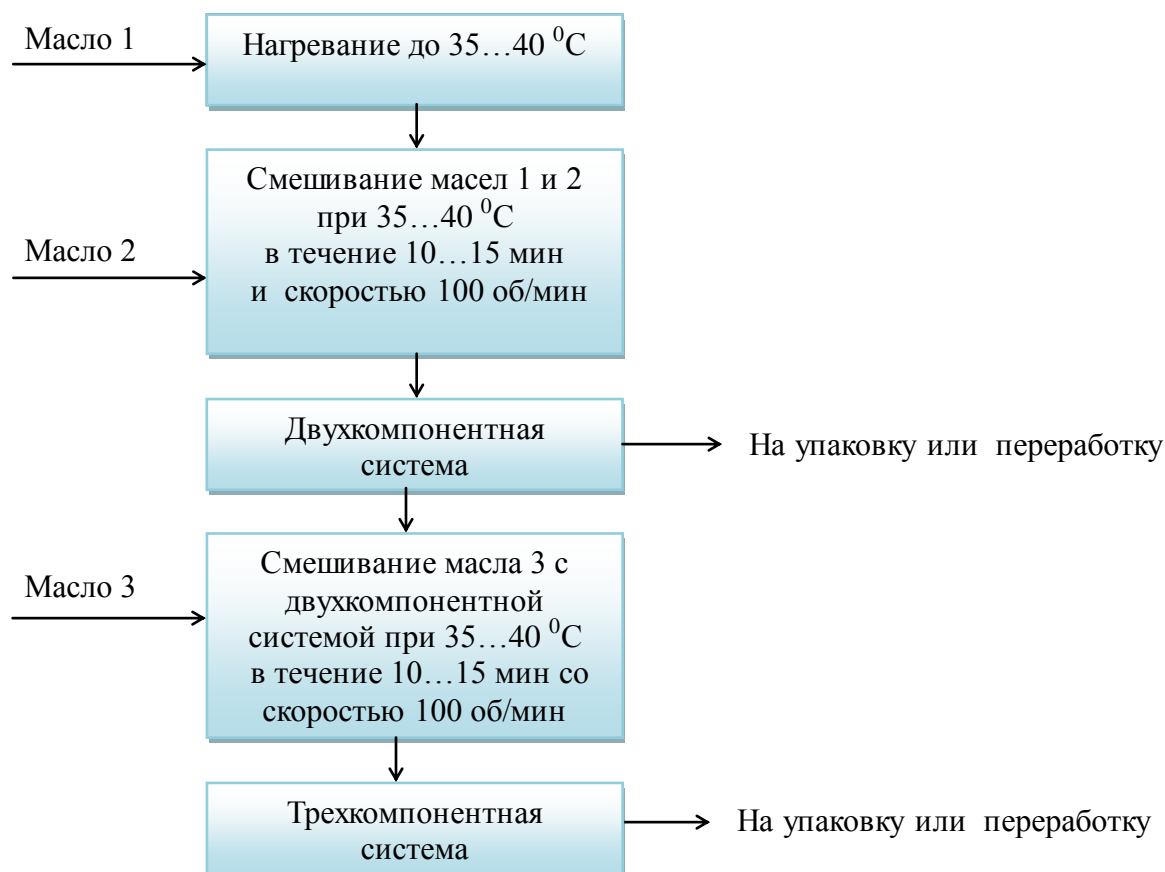 Масло 1
Нагревание до 35…40 ⁰С
Смешивание масел 1 и 2
при 35…40 ⁰С
в течение 10…15 мин
и скоростью 100 об/мин
Масло 2
Двухкомпонентная
система
На упаковку или переработку
Смешивание масла 3 с
двухкомпонентной
системой при 35…40 ⁰С
в течение 10…15 мин со
скоростью 100 об/мин
Масло 3
Трехкомпонентная
система
На упаковку или переработку